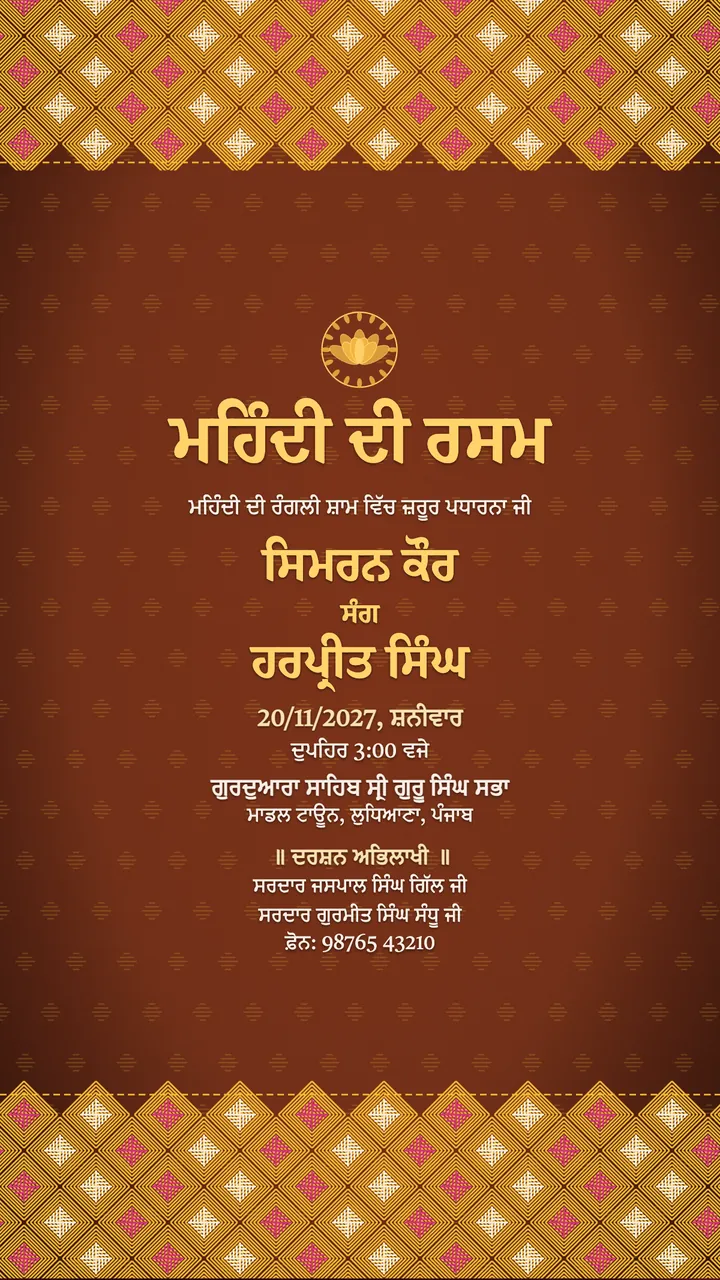 ਮਹਿੰਦੀ ਦੀ ਰਸਮ
ਮਹਿੰਦੀ ਦੀ ਰੰਗਲੀ ਸ਼ਾਮ ਵਿੱਚ ਜ਼ਰੂਰ ਪਧਾਰਨਾ ਜੀ
ਸਿਮਰਨ ਕੌਰ
ਸੰਗ
ਹਰਪ੍ਰੀਤ ਸਿੰਘ
20/11/2027, ਸ਼ਨੀਵਾਰ
ਦੁਪਹਿਰ 3:00 ਵਜੇ
ਗੁਰਦੁਆਰਾ ਸਾਹਿਬ ਸ੍ਰੀ ਗੁਰੂ ਸਿੰਘ ਸਭਾ
ਮਾਡਲ ਟਾਊਨ, ਲੁਧਿਆਣਾ, ਪੰਜਾਬ
॥ ਦਰਸ਼ਨ ਅਭਿਲਾਖੀ ॥
ਸਰਦਾਰ ਜਸਪਾਲ ਸਿੰਘ ਗਿੱਲ ਜੀ
ਸਰਦਾਰ ਗੁਰਮੀਤ ਸਿੰਘ ਸੰਧੂ ਜੀ
ਫ਼ੋਨ: 98765 43210